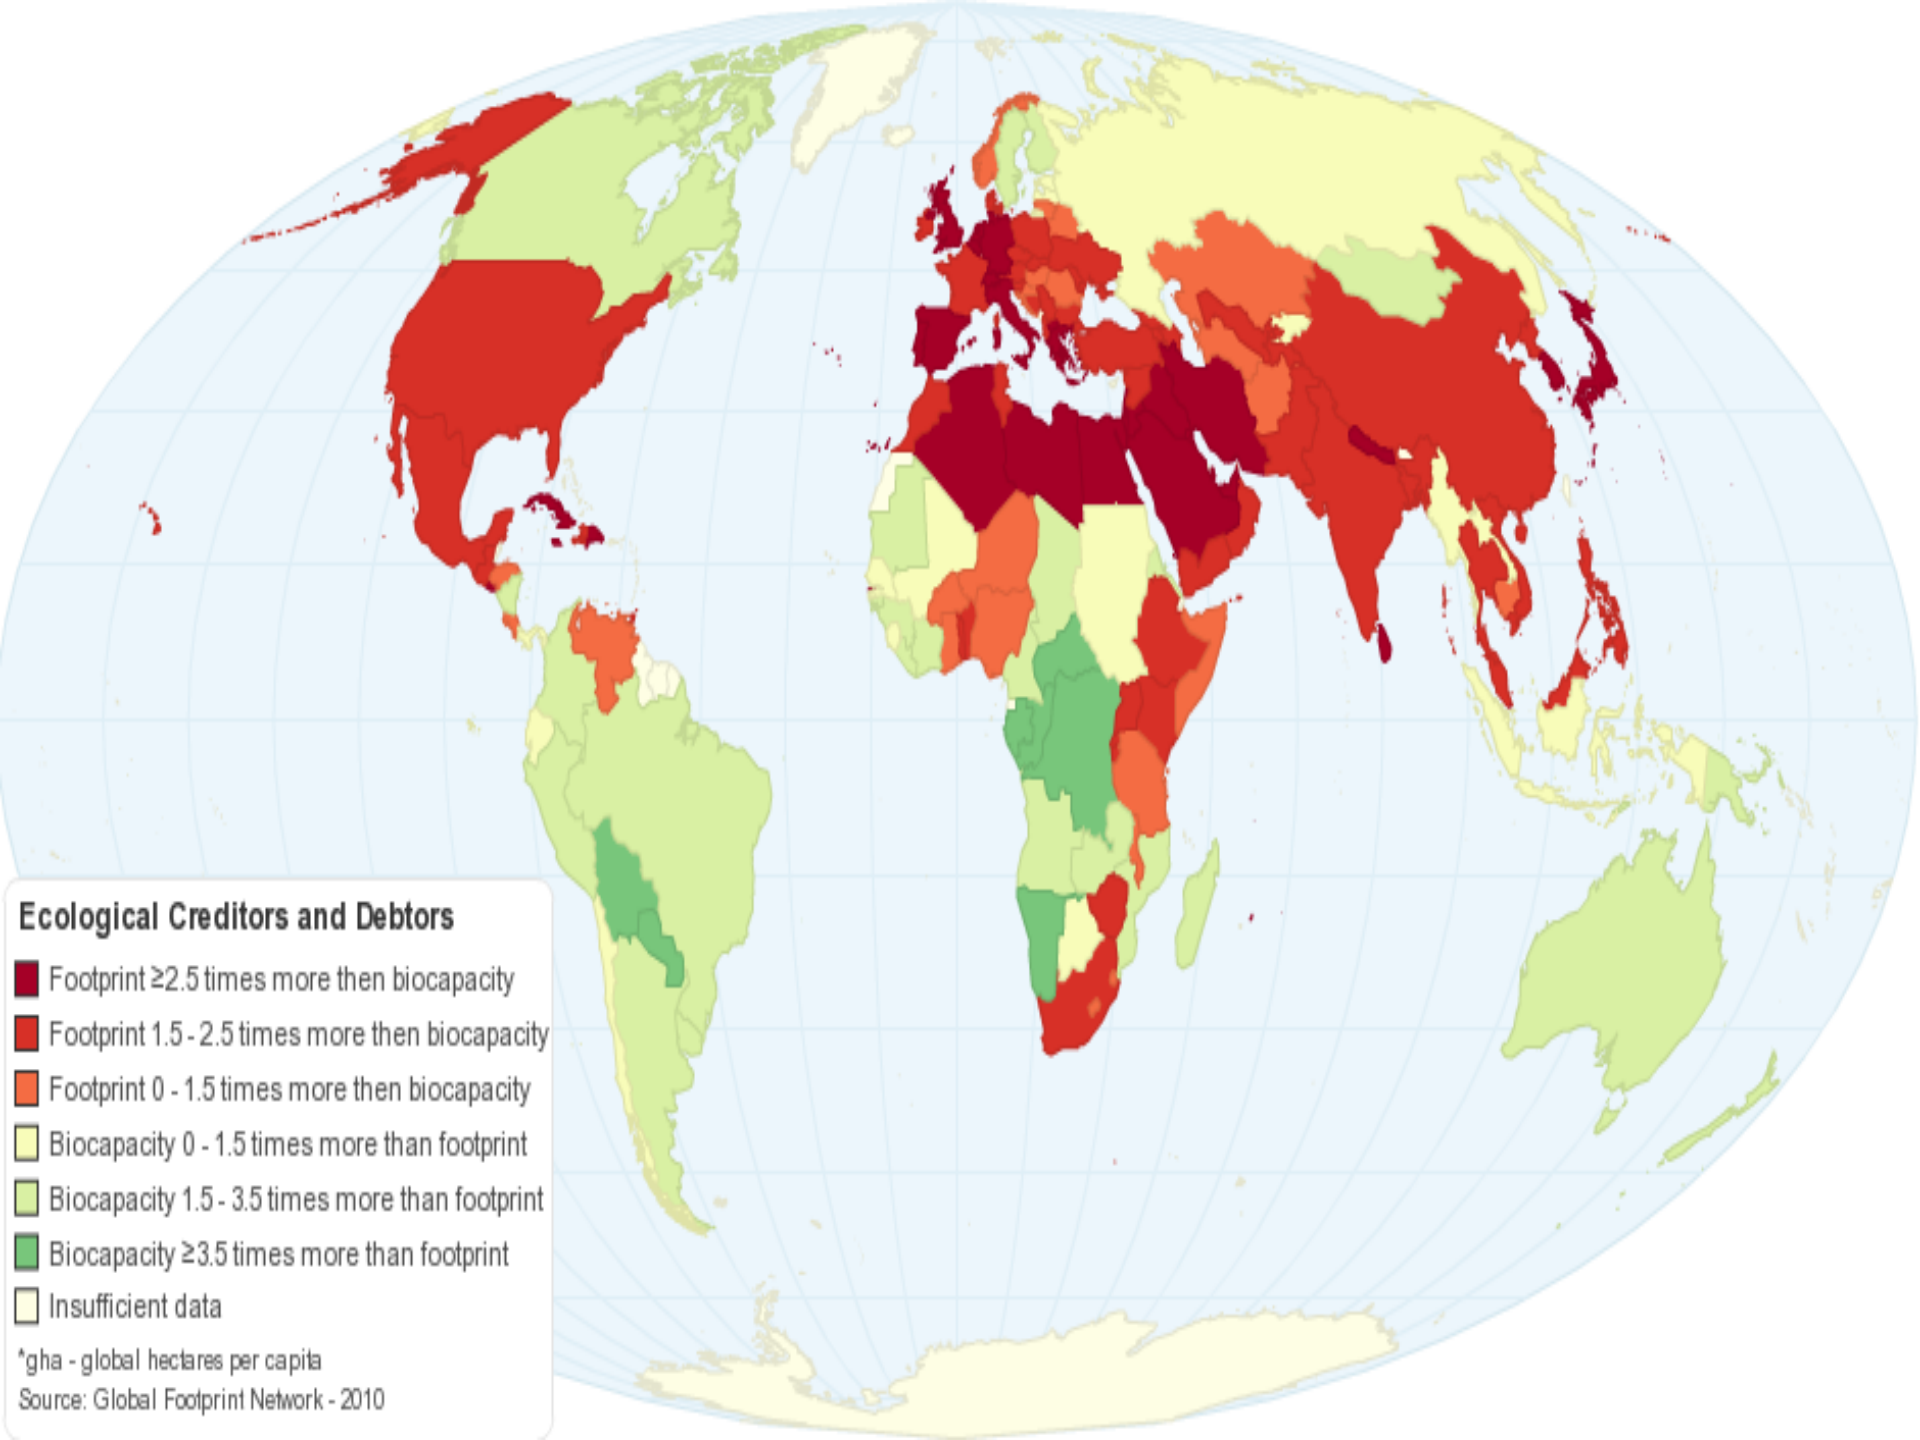 Ecological Creditors and Debtors
Footprint ≥2.5 times more then biocapacity
Footprint 1.5 - 2.5 times more then biocapacity
Footprint 0 - 1.5 times more then biocapacity
Biocapacity 0 - 1.5 times more than footprint
Biocapacity 1.5 - 3.5 times more than footprint
Biocapacity ≥3.5 times more than footprint
Insufficient data
*gha - global hectares per capita
Source: Global Footprint Network - 2010